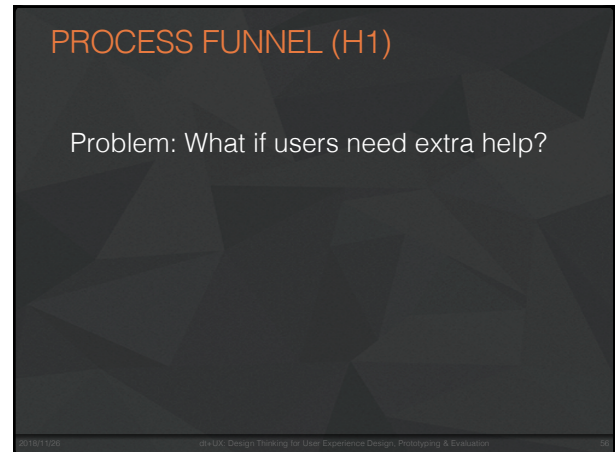 PROCESS FUNNEL (H1)
Problem: What if users need extra help?
2018/11/26
dt+UX: Design Thinking for User Experience Design, Prototyping & Evaluation
56